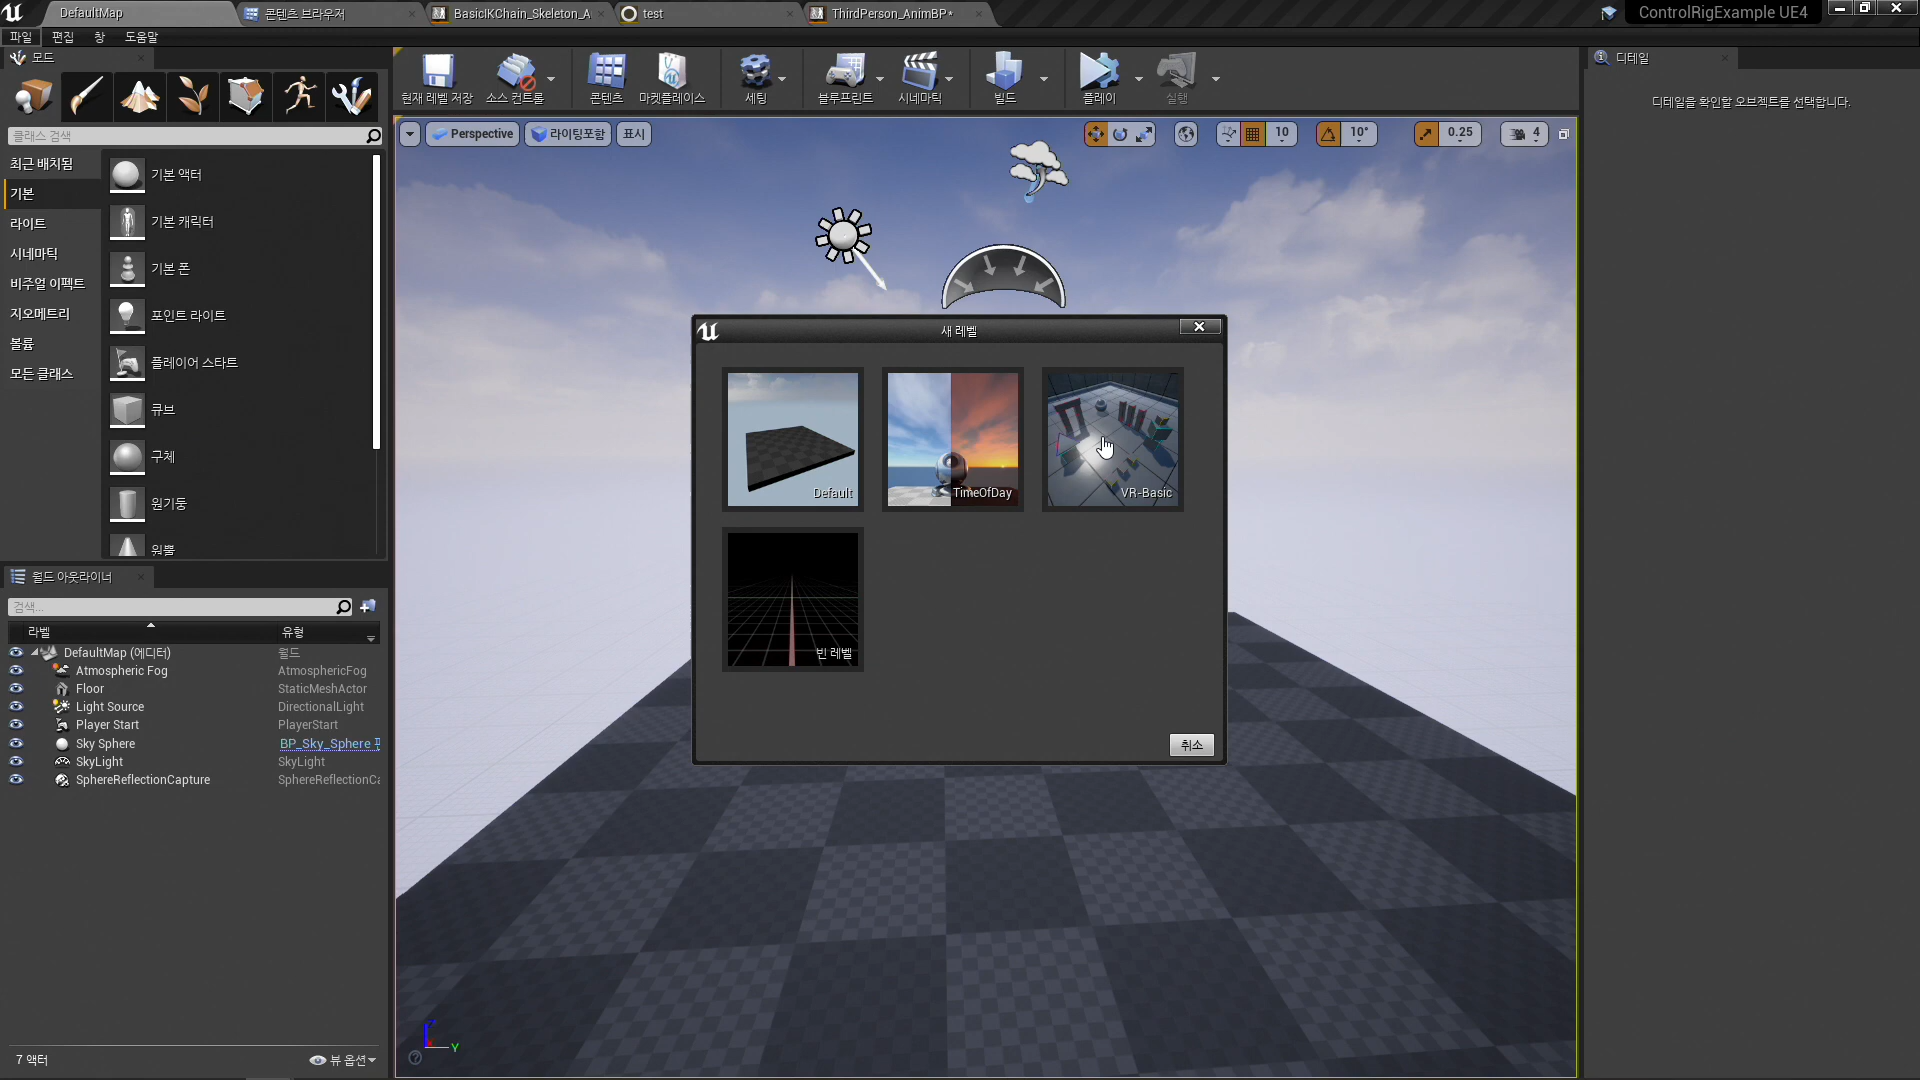 DefaultMap
콘텐츠 브라우저
BasicIKChain_Skeleton_A
test
ThirdPerson_AnimBP*
ControlRigExample UE4
파일 편집 창 도움말
모드
디테일
현재 레벨 저장
소스 컨트롤
콘텐츠
마켓플레이스
세팅
블루프린트
시네마틱
빌드
플레이
실행
디테일을 확인할 오브젝트를 선택합니다.
클래스 검색
Perspective
라이팅포함
표시
10
10°
0.25
4
최근 배치됨
기본
라이트
시네마틱
비주얼 이펙트
지오메트리
볼륨
모든 클래스
기본 액터
기본 캐릭터
기본 폰
포인트 라이트
플레이어 스타트
큐브
구체
원기둥
원뿔
새 레벨
Default
TimeOfDay
VR-Basic
빈 레벨
취소
월드 아웃라이너
검색...
라벨 유형
DefaultMap (에디터) 월드
Atmospheric Fog AtmosphericFog
Floor StaticMeshActor
Light Source DirectionalLight
Player Start PlayerStart
Sky Sphere BP_Sky_Sphere 편
SkyLight SkyLight
SphereReflectionCapture SphereReflectionCa
7 액터
뷰 옵션
Z
Y